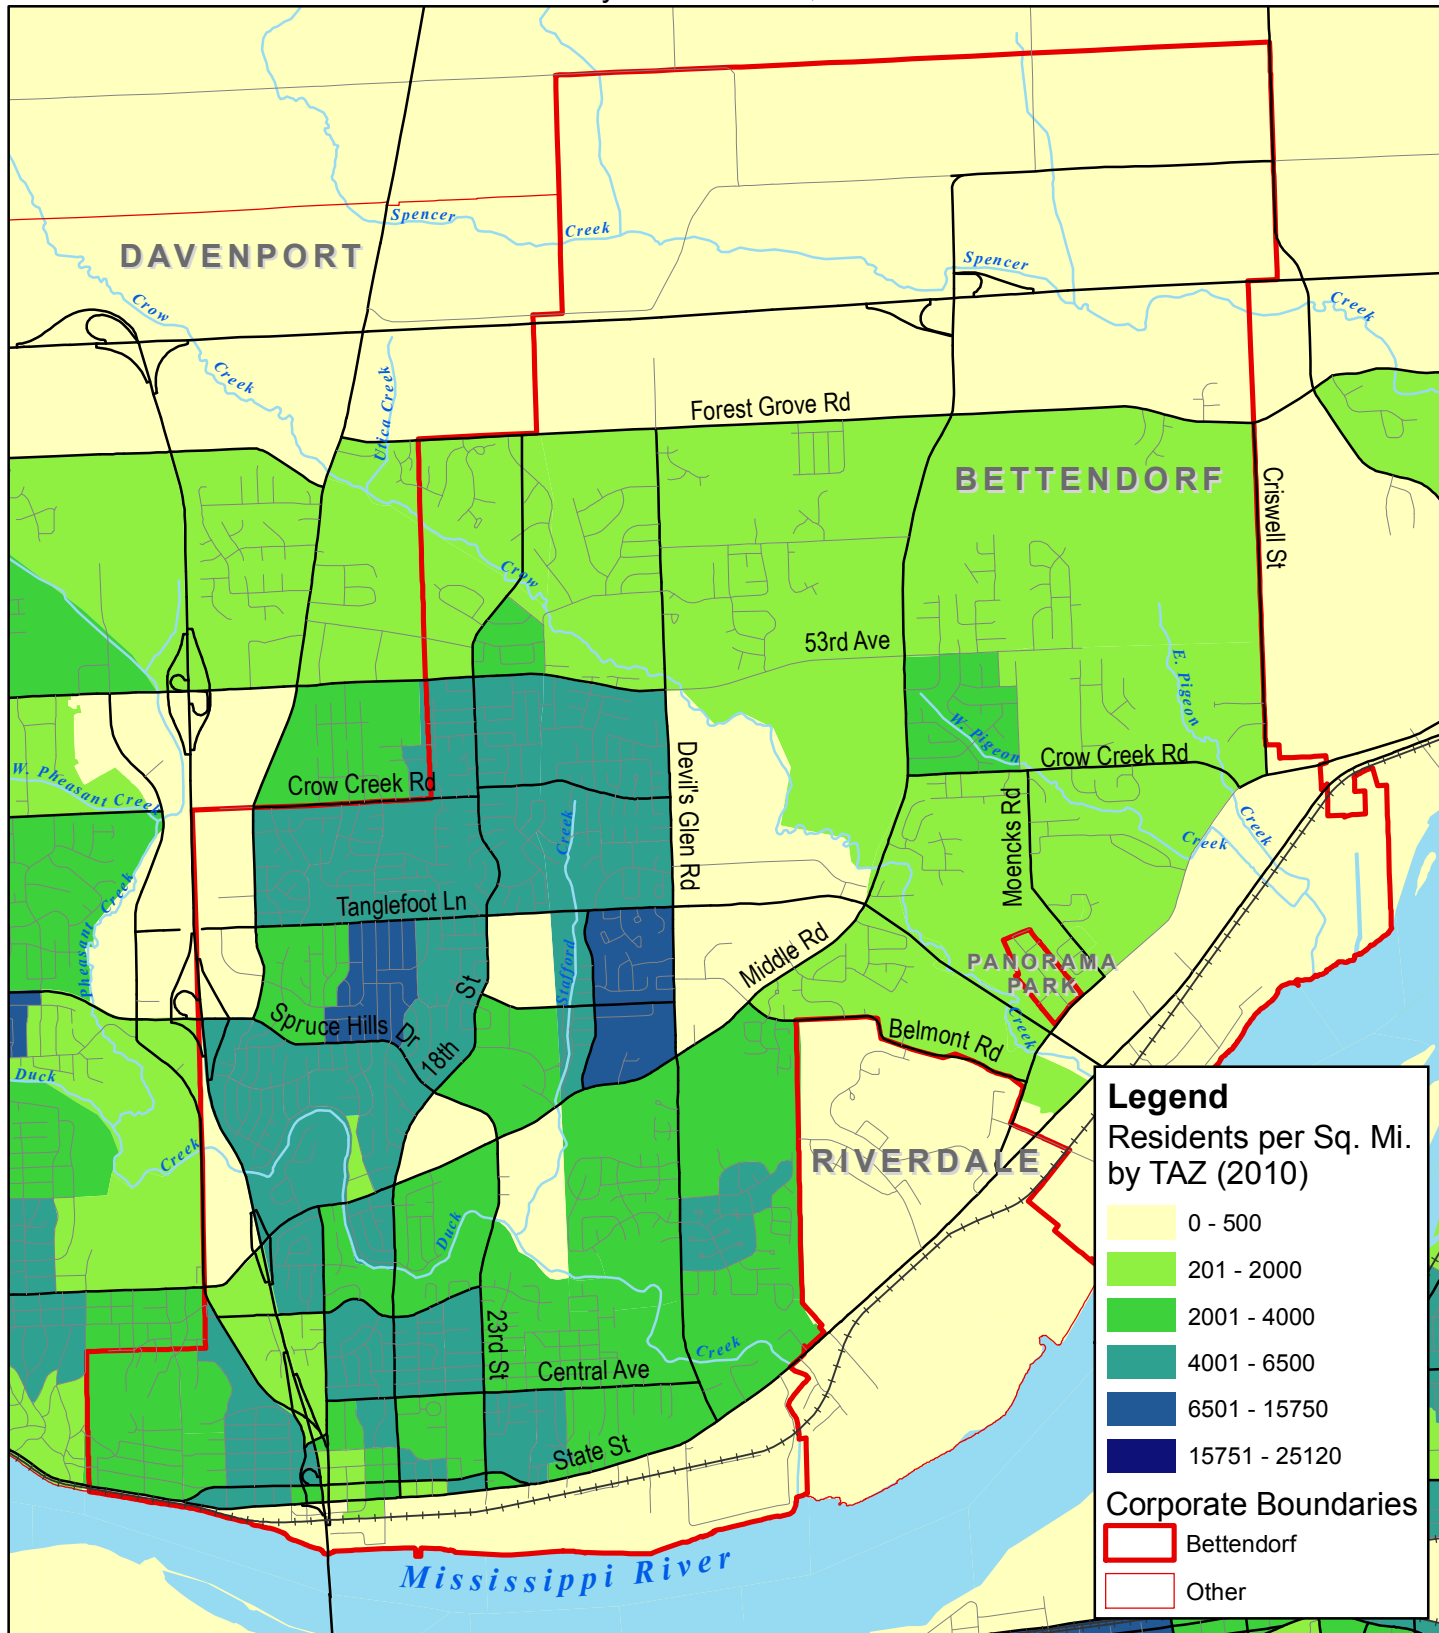 Spencer
Creek
DAVENPORT
Spencer
Crow
Creek
Creek
Utica Creek
Forest Grove Rd
BETTENDORF
Criswell St
Crow
53rd Ave
E. Pigeon
W. Pigeon
Crow Creek Rd
Devil's Glen Rd
W. Pheasant Creek
Crow Creek Rd
Moencks Rd
Creek
Creek
Creek
Pheasant Creek
Tanglefoot Ln
Middle Rd
Stafford
PANORAMA
PARK
St
Spruce Hills Dr
18th
Creek
Belmont Rd
Duck
Creek
RIVERDALE
Duck
23rd St
Creek
Central Ave
State St
Mississippi River
Legend
Residents per Sq. Mi.
by TAZ (2010)
0 - 500
201 - 2000
2001 - 4000
4001 - 6500
6501 - 15750
15751 - 25120
Corporate Boundaries
Bettendorf
Other